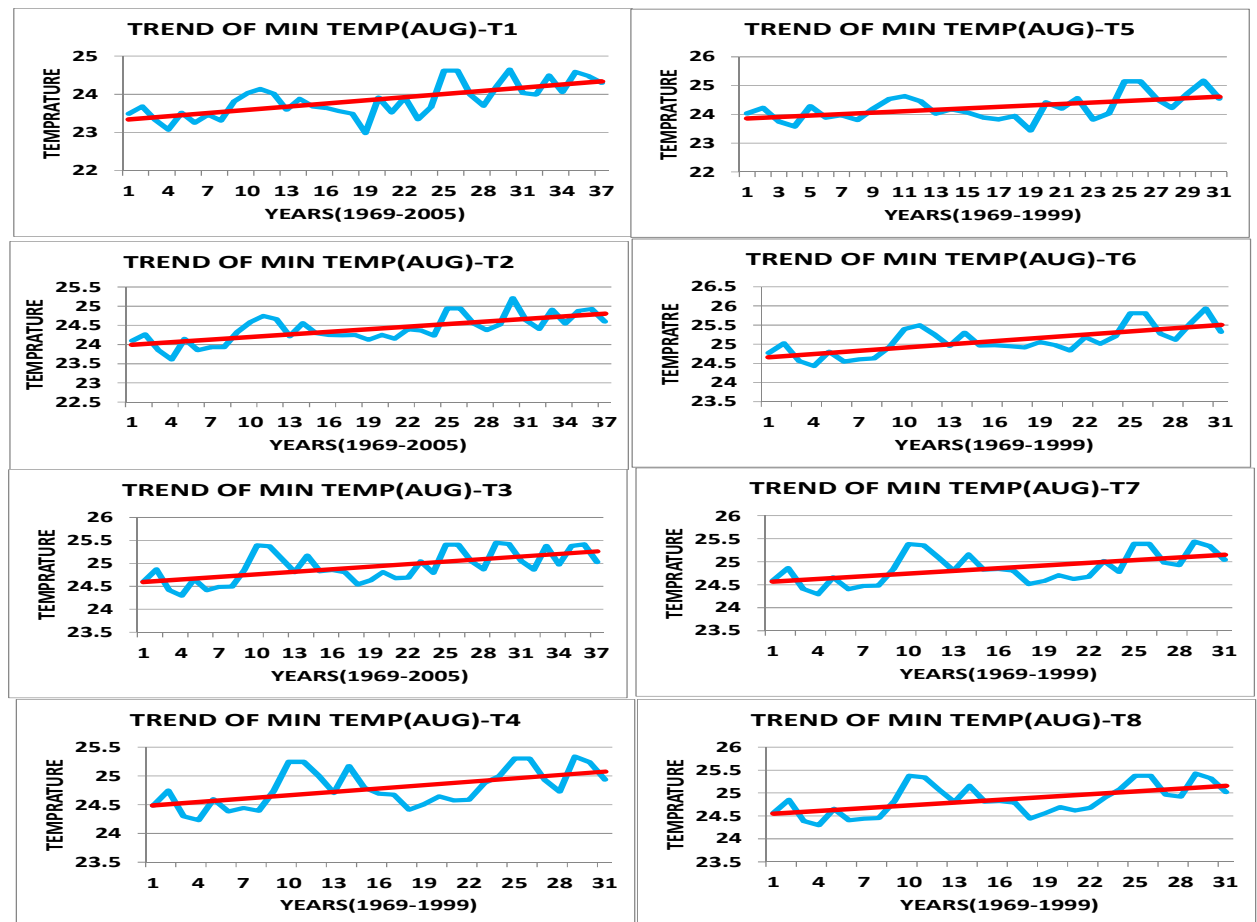 TREND OF MIN TEMP(AUG)-T1
TEMPRATURE
25
24
23
22
1 4 7 10 13 16 19 22 25 28 31 34 37
YEARS(1969-2005)
TREND OF MIN TEMP(AUG)-T5
TEMPRATURE
26
25
24
23
22
1 3 5 7 9 11 13 15 17 19 21 23 25 27 29 31
YEARS(1969-1999)
TREND OF MIN TEMP(AUG)-T2
TEMPRATURE
25.5
25
24.5
24
23.5
23
22.5
1 4 7 10 13 16 19 22 25 28 31 34 37
YEARS(1969-2005)
TREND OF MIN TEMP(AUG)-T6
TEMPRATRE
26.5
26
25.5
25
24.5
24
23.5
1 4 7 10 13 16 19 22 25 28 31
YEARS(1969-1999)
TREND OF MIN TEMP(AUG)-T3
TEMPRATURE
26
25.5
25
24.5
24
23.5
1 4 7 10 13 16 19 22 25 28 31 34 37
YEARS(1969-2005)
TREND OF MIN TEMP(AUG)-T7
TEMPRATURE
26
25.5
25
24.5
24
23.5
1 4 7 10 13 16 19 22 25 28 31
YEARS(1969-1999)
TREND OF MIN TEMP(AUG)-T4
TEMPRATURE
25.5
25
24.5
24
23.5
1 4 7 10 13 16 19 22 25 28 31
YEARS(1969-1999)
TREND OF MIN TEMP(AUG)-T8
TEMPRATURE
26
25.5
25
24.5
24
23.5
1 4 7 10 13 16 19 22 25 28 31
YEARS(1969-1999)